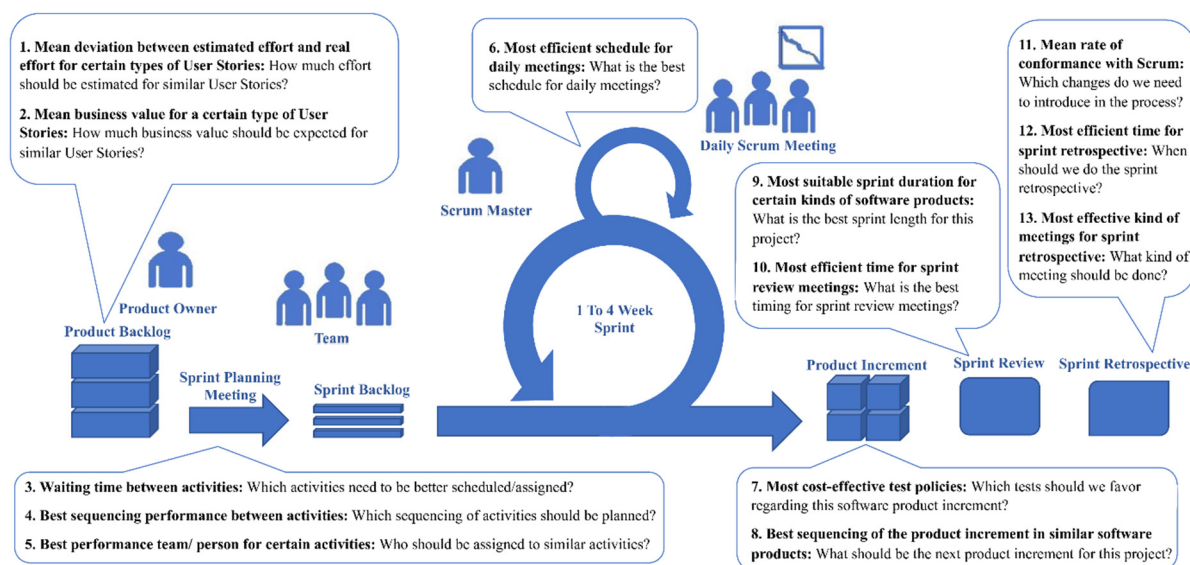 1. Mean deviation between estimated effort and real
effort for certain types of User Stories: How much effort
should be estimated for similar User Stories?
2. Mean business value for a certain type of User
Stories: How much business value should be expected for
similar User Stories?
6. Most efficient schedule for
daily meetings: What is the best
schedule for daily meetings?
11. Mean rate of
conformance with Scrum:
Which changes do we need
to introduce in the process?
12. Most efficient time for
sprint retrospective: When
should we do the sprint
retrospective?
13. Most effective kind of
meetings for sprint
retrospective: What kind of
meeting should be done?
Daily Scrum Meeting
Scrum Master
9. Most suitable sprint duration for
certain kinds of software products:
What is the best sprint length for this
project?
10. Most efficient time for sprint
review meetings: What is the best
timing for sprint review meetings?
Product Owner
Product Backlog
Team
1 To 4 Week
Sprint
Sprint Planning
Meeting
Sprint Backlog
Product Increment
Sprint Review
Sprint Retrospective
3. Waiting time between activities: Which activities need to be better scheduled/assigned?
4. Best sequencing performance between activities: Which sequencing of activities should be planned?
5. Best performance team/ person for certain activities: Who should be assigned to similar activities?
7. Most cost-effective test policies: Which tests should we favor
regarding this software product increment?
8. Best sequencing of the product increment in similar software
products: What should be the next product increment for this project?